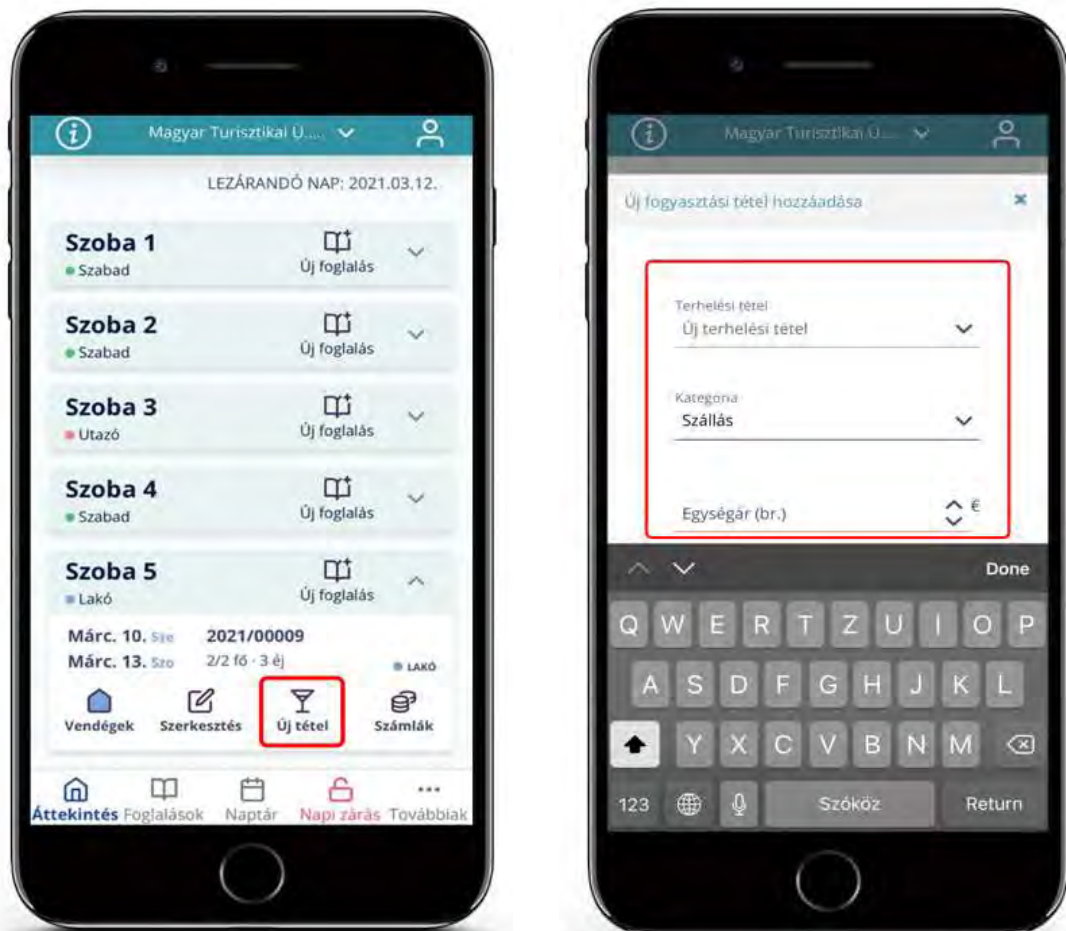 Magyar Turisztikai Ü.....
LEZÁRANDÓ NAP: 2021.03.12.
Szoba 1
Szabad
Új foglalás
Szoba 2
Szabad
Új foglalás
Szoba 3
Utazó
Új foglalás
Szoba 4
Szabad
Új foglalás
Szoba 5
Lakó
Új foglalás
Márc. 10. Sze 2021/00009
Márc. 13. Szo 2/2 fő · 3 éj LAKÓ
Vendégek Szerkesztés Új tétel Számlák
Áttekintés Foglalások Naptár Napi zárás Továbbiak
Magyar Turisztikai Ü.....
Új fogyasztási tétel hozzáadása
Terhelési tétel
Új terhelési tétel
Kategória
Szállás
Egységár (br.) €
Done
Q W E R T Z U I O P
A S D F G H J K L
Y X C V B N M
123 Szóköz Return